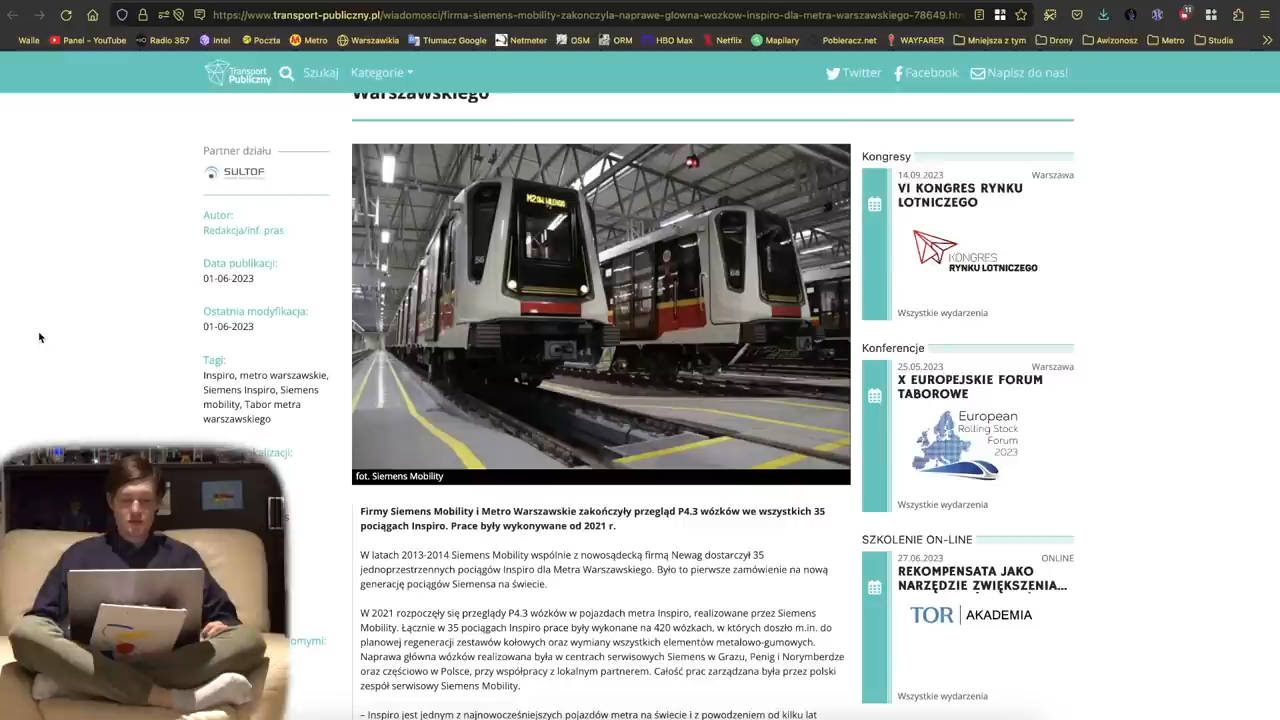 https://www.transport-publiczny.pl/wiadomosci/firma-siemens-mobility-zakonczyla-naprawe-glowna-wozkow-inspiro-dla-metra-warszawskiego-78649.htm
Walle Panel – YouTube Radio 357 Intel Poczta Metro Warszawikia Tłumacz Google Netmeter OSM ORM HBO Max Netflix Mapilary Pobieracz.net WAYFARER Mniejsza z tym Drony Awizonosz Metro Studia
Transport Publiczny Szukaj Kategorie Twitter Facebook Napisz do nas!
Warszawskiego
Partner działu
SULTOF
Autor:
Redakcja/inf. pras
Data publikacji:
01-06-2023
Ostatnia modyfikacja:
01-06-2023
Tagi:
Inspiro, metro warszawskie,
Siemens Inspiro, Siemens
mobility, Tabor metra
warszawskiego
fot. Siemens Mobility
Firmy Siemens Mobility i Metro Warszawskie zakończyły przegląd P4.3 wózków we wszystkich 35
pociągach Inspiro. Prace były wykonywane od 2021 r.
W latach 2013-2014 Siemens Mobility wspólnie z nowosądecką firmą Newag dostarczył 35
jednoprzestrzennych pociągów Inspiro dla Metra Warszawskiego. Było to pierwsze zamówienie na nową
generację pociągów Siemensa na świecie.
W 2021 rozpoczęły się przeglądy P4.3 wózków w pojazdach metra Inspiro, realizowane przez Siemens
Mobility. Łącznie w 35 pociągach Inspiro prace były wykonane na 420 wózkach, w których doszło m.in. do
planowej regeneracji zestawów kołowych oraz wymiany wszystkich elementów metalowo-gumowych.
Naprawa główna wózków realizowana była w centrach serwisowych Siemens w Grazu, Penig i Norymberdze
oraz częściowo w Polsce, przy współpracy z lokalnym partnerem. Całość prac zarządzana była przez polski
zespół serwisowy Siemens Mobility.
– Inspiro jest jednym z najnowocześniejszych pojazdów metra na świecie i z powodzeniem od kilku lat
Kongresy
14.09.2023 Warszawa
VI KONGRES RYNKU
LOTNICZEGO
KONGRES
RYNKU LOTNICZEGO
Wszystkie wydarzenia
Konferencje
25.05.2023 Warszawa
X EUROPEJSKIE FORUM
TABOROWE
European
Rolling Stock
Forum
2023
Wszystkie wydarzenia
SZKOLENIE ON-LINE
27.06.2023 ONLINE
REKOMPENSATA JAKO
NARZĘDZIE ZWIĘKSZENIA...
TOR AKADEMIA
Wszystkie wydarzenia